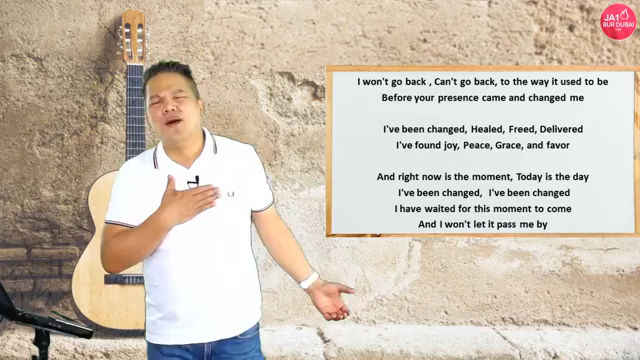 JA1
BUR DUBAI
I won't go back , Can't go back, to the way it used to be
Before your presence came and changed me
I've been changed, Healed, Freed, Delivered
I've found joy, Peace, Grace, and favor
And right now is the moment, Today is the day
I've been changed, I've been changed
I have waited for this moment to come
And I won't let it pass me by